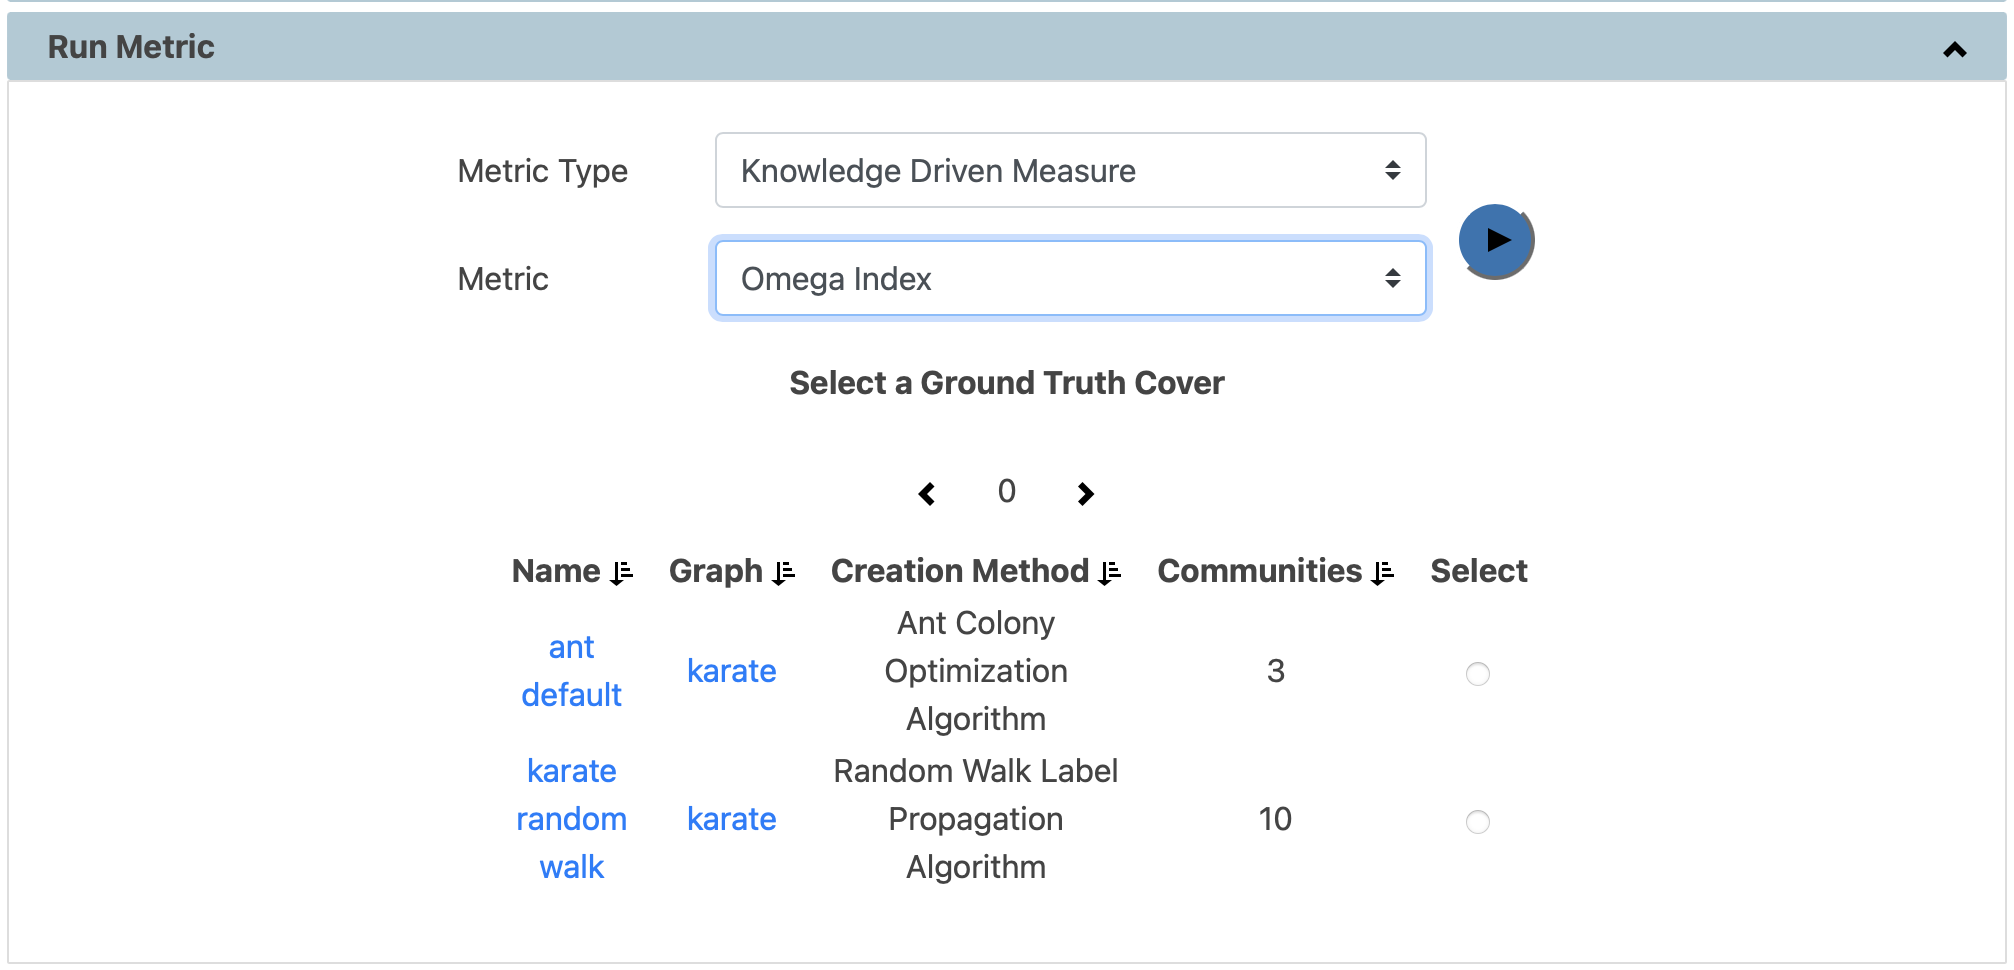 Run Metric
Metric Type
Knowledge Driven Measure
Metric
Omega Index
Select a Ground Truth Cover
0
Name Graph Creation Method Communities Select
ant
default
karate
Ant Colony
Optimization
Algorithm
3
karate
random
walk
karate
Random Walk Label
Propagation
Algorithm
10